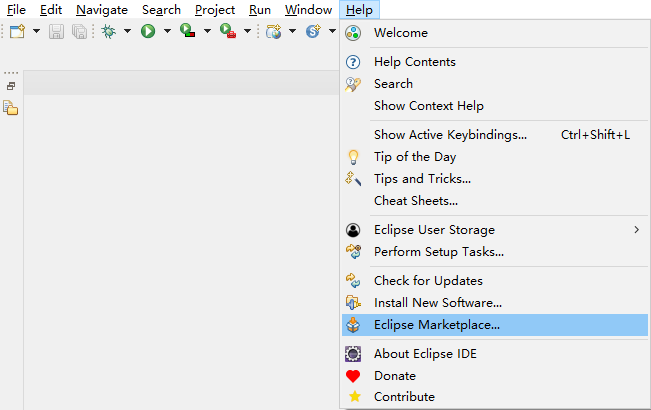 File Edit Navigate Search Project Run Window Help
Welcome
Help Contents
Search
Show Context Help
Show Active Keybindings... Ctrl+Shift+L
Tip of the Day
Tips and Tricks...
Cheat Sheets...
Eclipse User Storage
Perform Setup Tasks...
Check for Updates
Install New Software...
Eclipse Marketplace...
About Eclipse IDE
Donate
Contribute